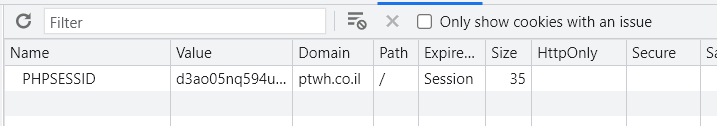 Filter Only show cookies with an issue
Name Value Domain Path Expire... Size HttpOnly Secure Sa
PHPSESSID d3ao05nq594u... ptwh.co.il / Session 35